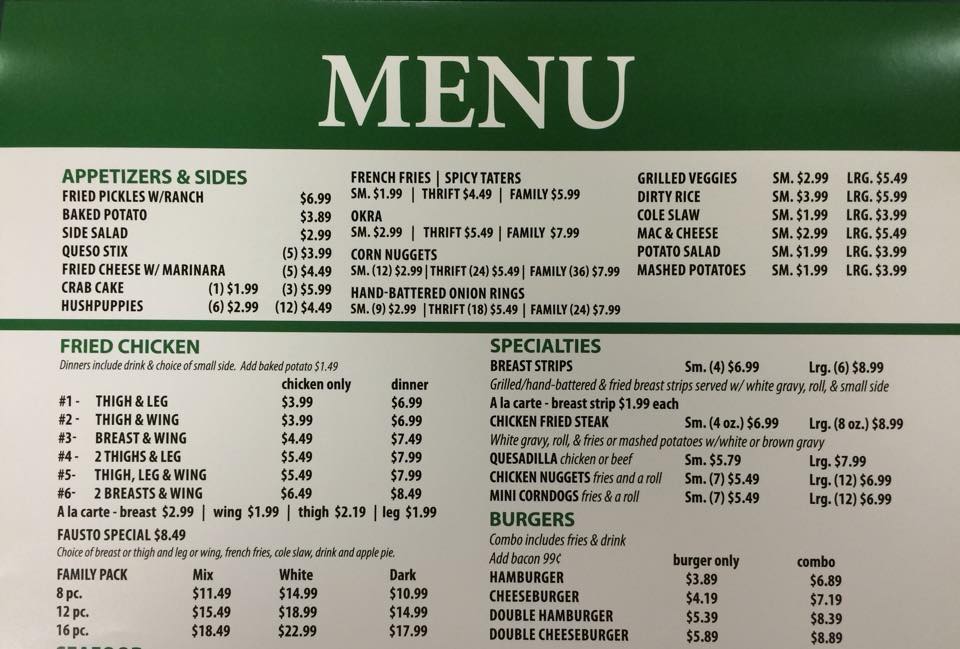 MENU
APPETIZERS & SIDES
FRIED PICKLES W/RANCH $6.99
BAKED POTATO $3.89
SIDE SALAD $2.99
QUESO STIX (5) $3.99
FRIED CHEESE W/ MARINARA (5) $4.49
CRAB CAKE (1) $1.99 (3) $5.99
HUSHPUPPIES (6) $2.99 (12) $4.49
FRENCH FRIES | SPICY TATERS
SM. $1.99 | THRIFT $4.49 | FAMILY $5.99
OKRA
SM. $2.99 | THRIFT $5.49 | FAMILY $7.99
CORN NUGGETS
SM. (12) $2.99 | THRIFT (24) $5.49 | FAMILY (36) $7.99
HAND-BATTERED ONION RINGS
SM. (9) $2.99 | THRIFT (18) $5.49 | FAMILY (24) $7.99
GRILLED VEGGIES SM. $2.99 LRG. $5.49
DIRTY RICE SM. $3.99 LRG. $5.99
COLE SLAW SM. $1.99 LRG. $3.99
MAC & CHEESE SM. $2.99 LRG. $5.49
POTATO SALAD SM. $1.99 LRG. $3.99
MASHED POTATOES SM. $1.99 LRG. $3.99
FRIED CHICKEN
Dinners include drink & choice of small side. Add baked potato $1.49
chicken only dinner
#1 - THIGH & LEG $3.99 $6.99
#2 - THIGH & WING $3.99 $6.99
#3- BREAST & WING $4.49 $7.49
#4 - 2 THIGHS & LEG $5.49 $7.99
#5- THIGH, LEG & WING $5.49 $7.99
#6- 2 BREASTS & WING $6.49 $8.49
A la carte - breast $2.99 | wing $1.99 | thigh $2.19 | leg $1.99
FAUSTO SPECIAL $8.49
Choice of breast or thigh and leg or wing, french fries, cole slaw, drink and apple pie.
FAMILY PACK Mix White Dark
8 pc. $11.49 $14.99 $10.99
12 pc. $15.49 $18.99 $14.99
16 pc. $18.49 $22.99 $17.99
SEAFOOD
SPECIALTIES
BREAST STRIPS Sm. (4) $6.99 Lrg. (6) $8.99
Grilled/hand-battered & fried breast strips served w/ white gravy, roll, & small side
A la carte - breast strip $1.99 each
CHICKEN FRIED STEAK Sm. (4 oz.) $6.99 Lrg. (8 oz.) $8.99
White gravy, roll, & fries or mashed potatoes w/white or brown gravy
QUESADILLA chicken or beef Sm. $5.79 Lrg. $7.99
CHICKEN NUGGETS fries and a roll Sm. (7) $5.49 Lrg. (12) $6.99
MINI CORNDOGS fries & a roll Sm. (7) $5.49 Lrg. (12) $6.99
BURGERS
Combo includes fries & drink
Add bacon 99¢ burger only combo
HAMBURGER $3.89 $6.89
CHEESEBURGER $4.19 $7.19
DOUBLE HAMBURGER $5.39 $8.39
DOUBLE CHEESEBURGER $5.89 $8.89